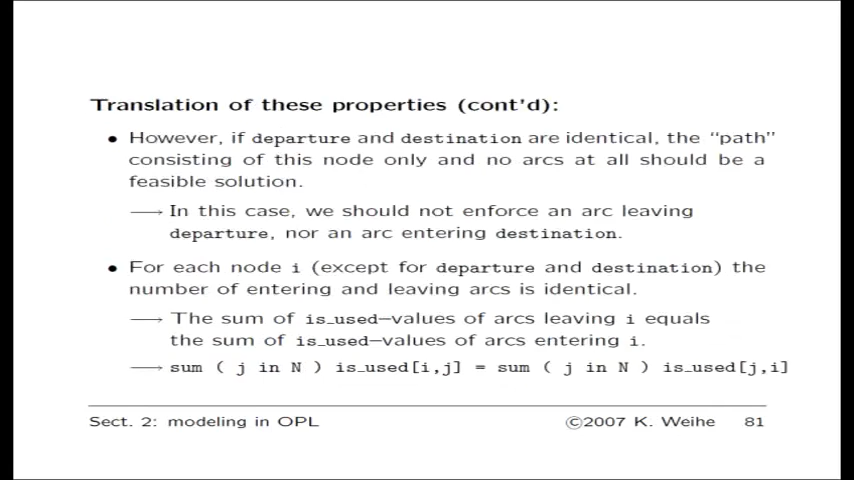 Translation of these properties (cont'd):
• However, if departure and destination are identical, the “path”
consisting of this node only and no arcs at all should be a
feasible solution.
⟶ In this case, we should not enforce an arc leaving
departure, nor an arc entering destination.
• For each node i (except for departure and destination) the
number of entering and leaving arcs is identical.
⟶ The sum of is_used–values of arcs leaving i equals
the sum of is_used–values of arcs entering i.
⟶ sum ( j in N ) is_used[i,j] = sum ( j in N ) is_used[j,i]
Sect. 2: modeling in OPL ©2007 K. Weihe 81